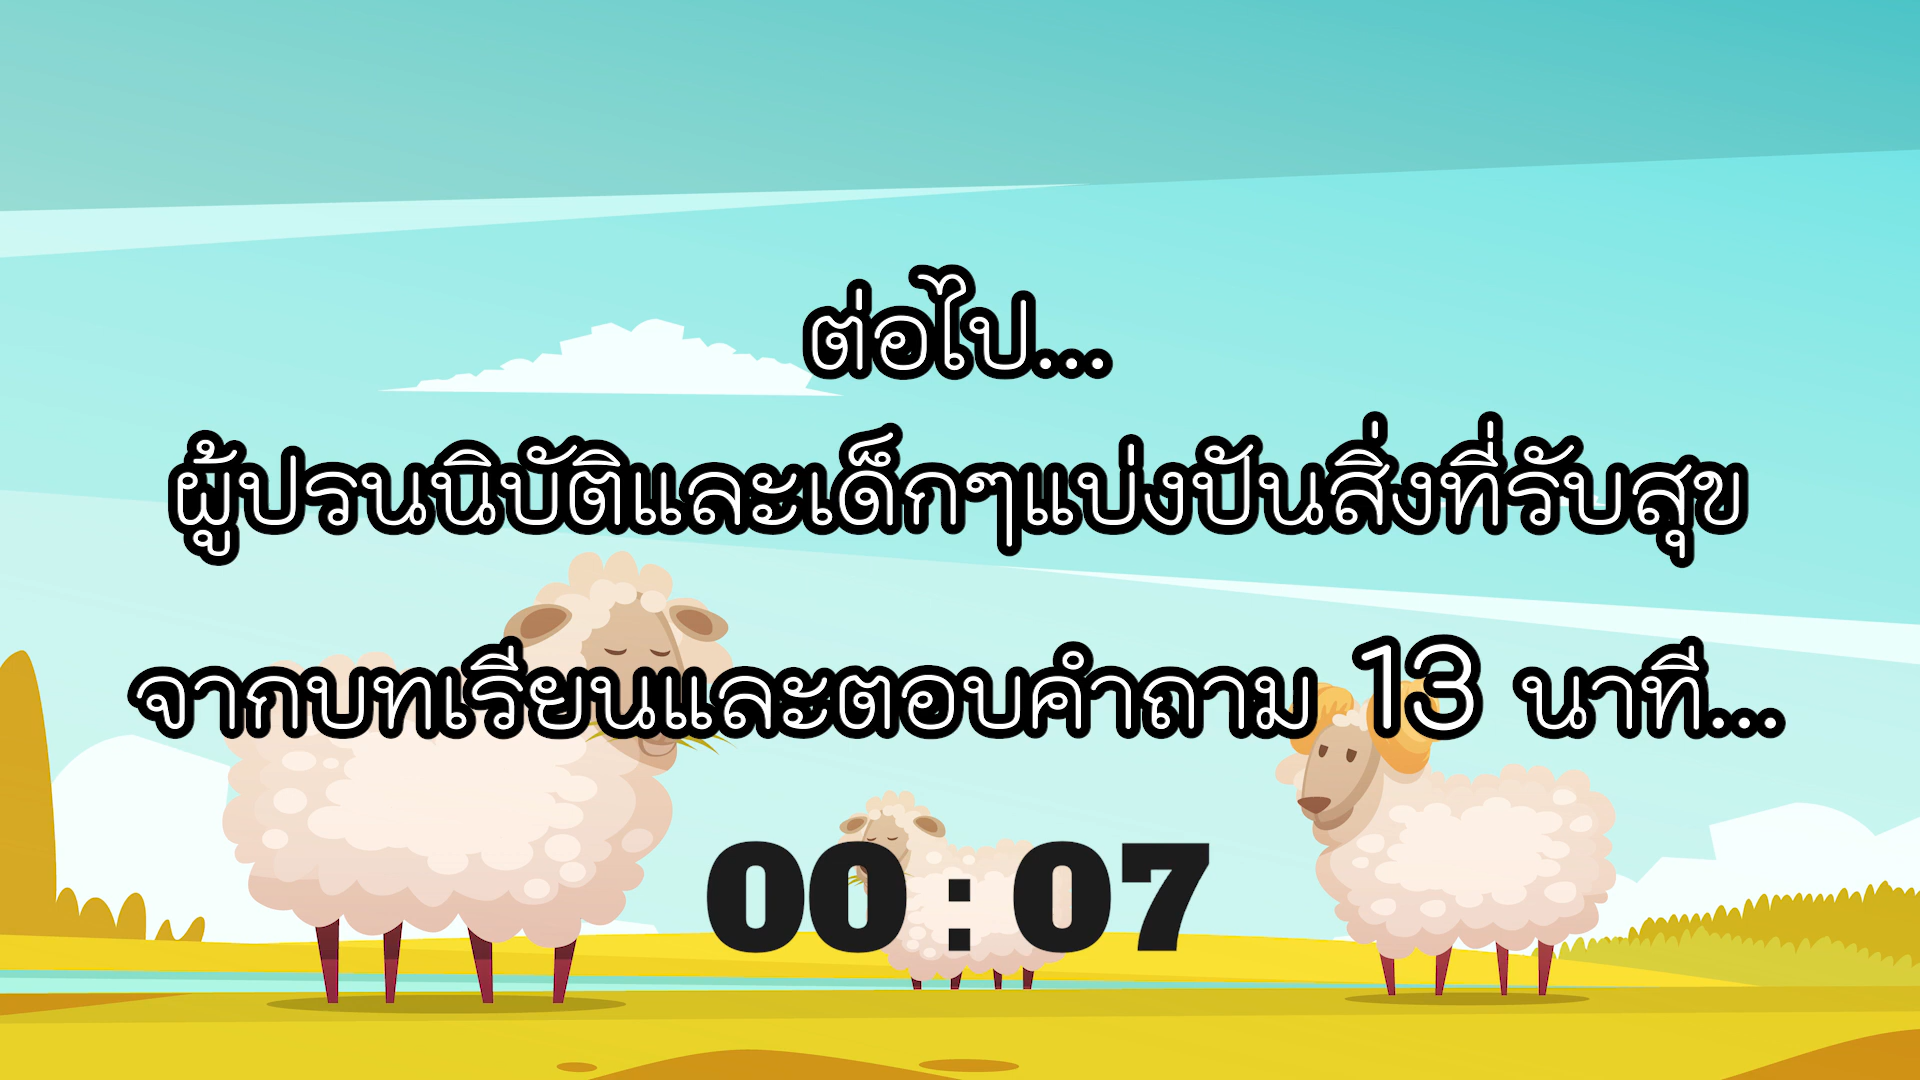 ต่อไป...
ผู้ปรนนิบัติและเด็กๆแบ่งปันสิ่งที่รับสุข
จากบทเรียนและตอบคำถาม 13 นาที...
00:07